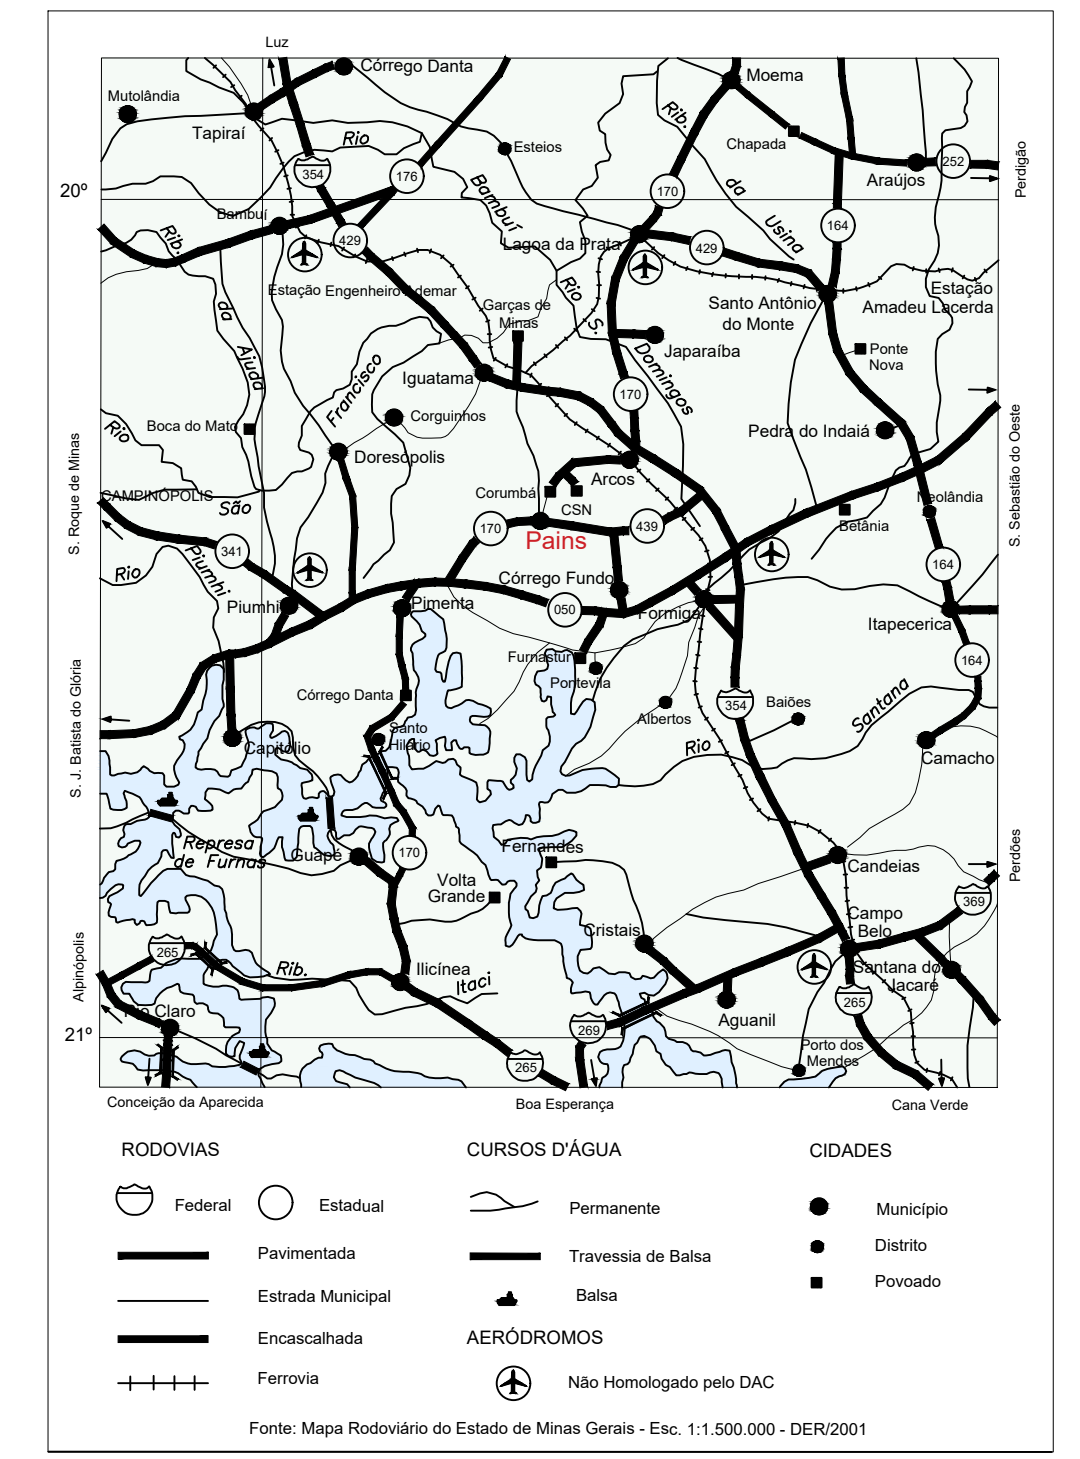 Luz
Córrego Danta
Mutolândia
Tapiraí
Moema
Rib.
Chapada
Rio
Esteios
354
176
Araújos
252
Perdigão
20º
170
da
Bambuí
Bambuí
Usina
164
Rib.
429
Lagoa da Prata
429
Estação Engenheiro Ademar
Rio
S.
Domingos
Garças de
Minas
Santo Antônio
do Monte
Estação
Amadeu Lacerda
da
Ajuda
Japaraíba
Ponte
Nova
Iguatama
Francisco
170
Corguinhos
Boca do Mato
Rio
Doresópolis
Pedra do Indaiá
S. Sebastião do Oeste
S. Roque de Minas
Arcos
CAMPINÓPOLIS
São
Corumbá
CSN
Neolândia
Betânia
170
439
Pains
341
Rio
Piumhi
164
Córrego Fundo
Piumhi
Pimenta
050
Formiga
Itapecerica
Furnastur
Pontevila
164
S. J. Batista do Glória
Córrego Danta
354
Baiões
Santana
Albertos
Santo
Hilário
Capitólio
Rio
Camacho
Represa
de Furnas
Guapé
170
Fernandes
Candeias
Perdões
Volta
Grande
369
Campo
Belo
Cristais
Alpinópolis
265
Rib.
Ilicínea
Itaci
Santana do
Jacaré
265
Rio Claro
Aguanil
269
21º
265
Porto dos
Mendes
Conceição da Aparecida
Boa Esperança
Cana Verde
RODOVIAS
CURSOS D'ÁGUA
CIDADES
Federal
Estadual
Permanente
Município
Pavimentada
Travessia de Balsa
Distrito
Estrada Municipal
Balsa
Povoado
Encascalhada
AERÓDROMOS
Ferrovia
Não Homologado pelo DAC
Fonte: Mapa Rodoviário do Estado de Minas Gerais - Esc. 1:1.500.000 - DER/2001